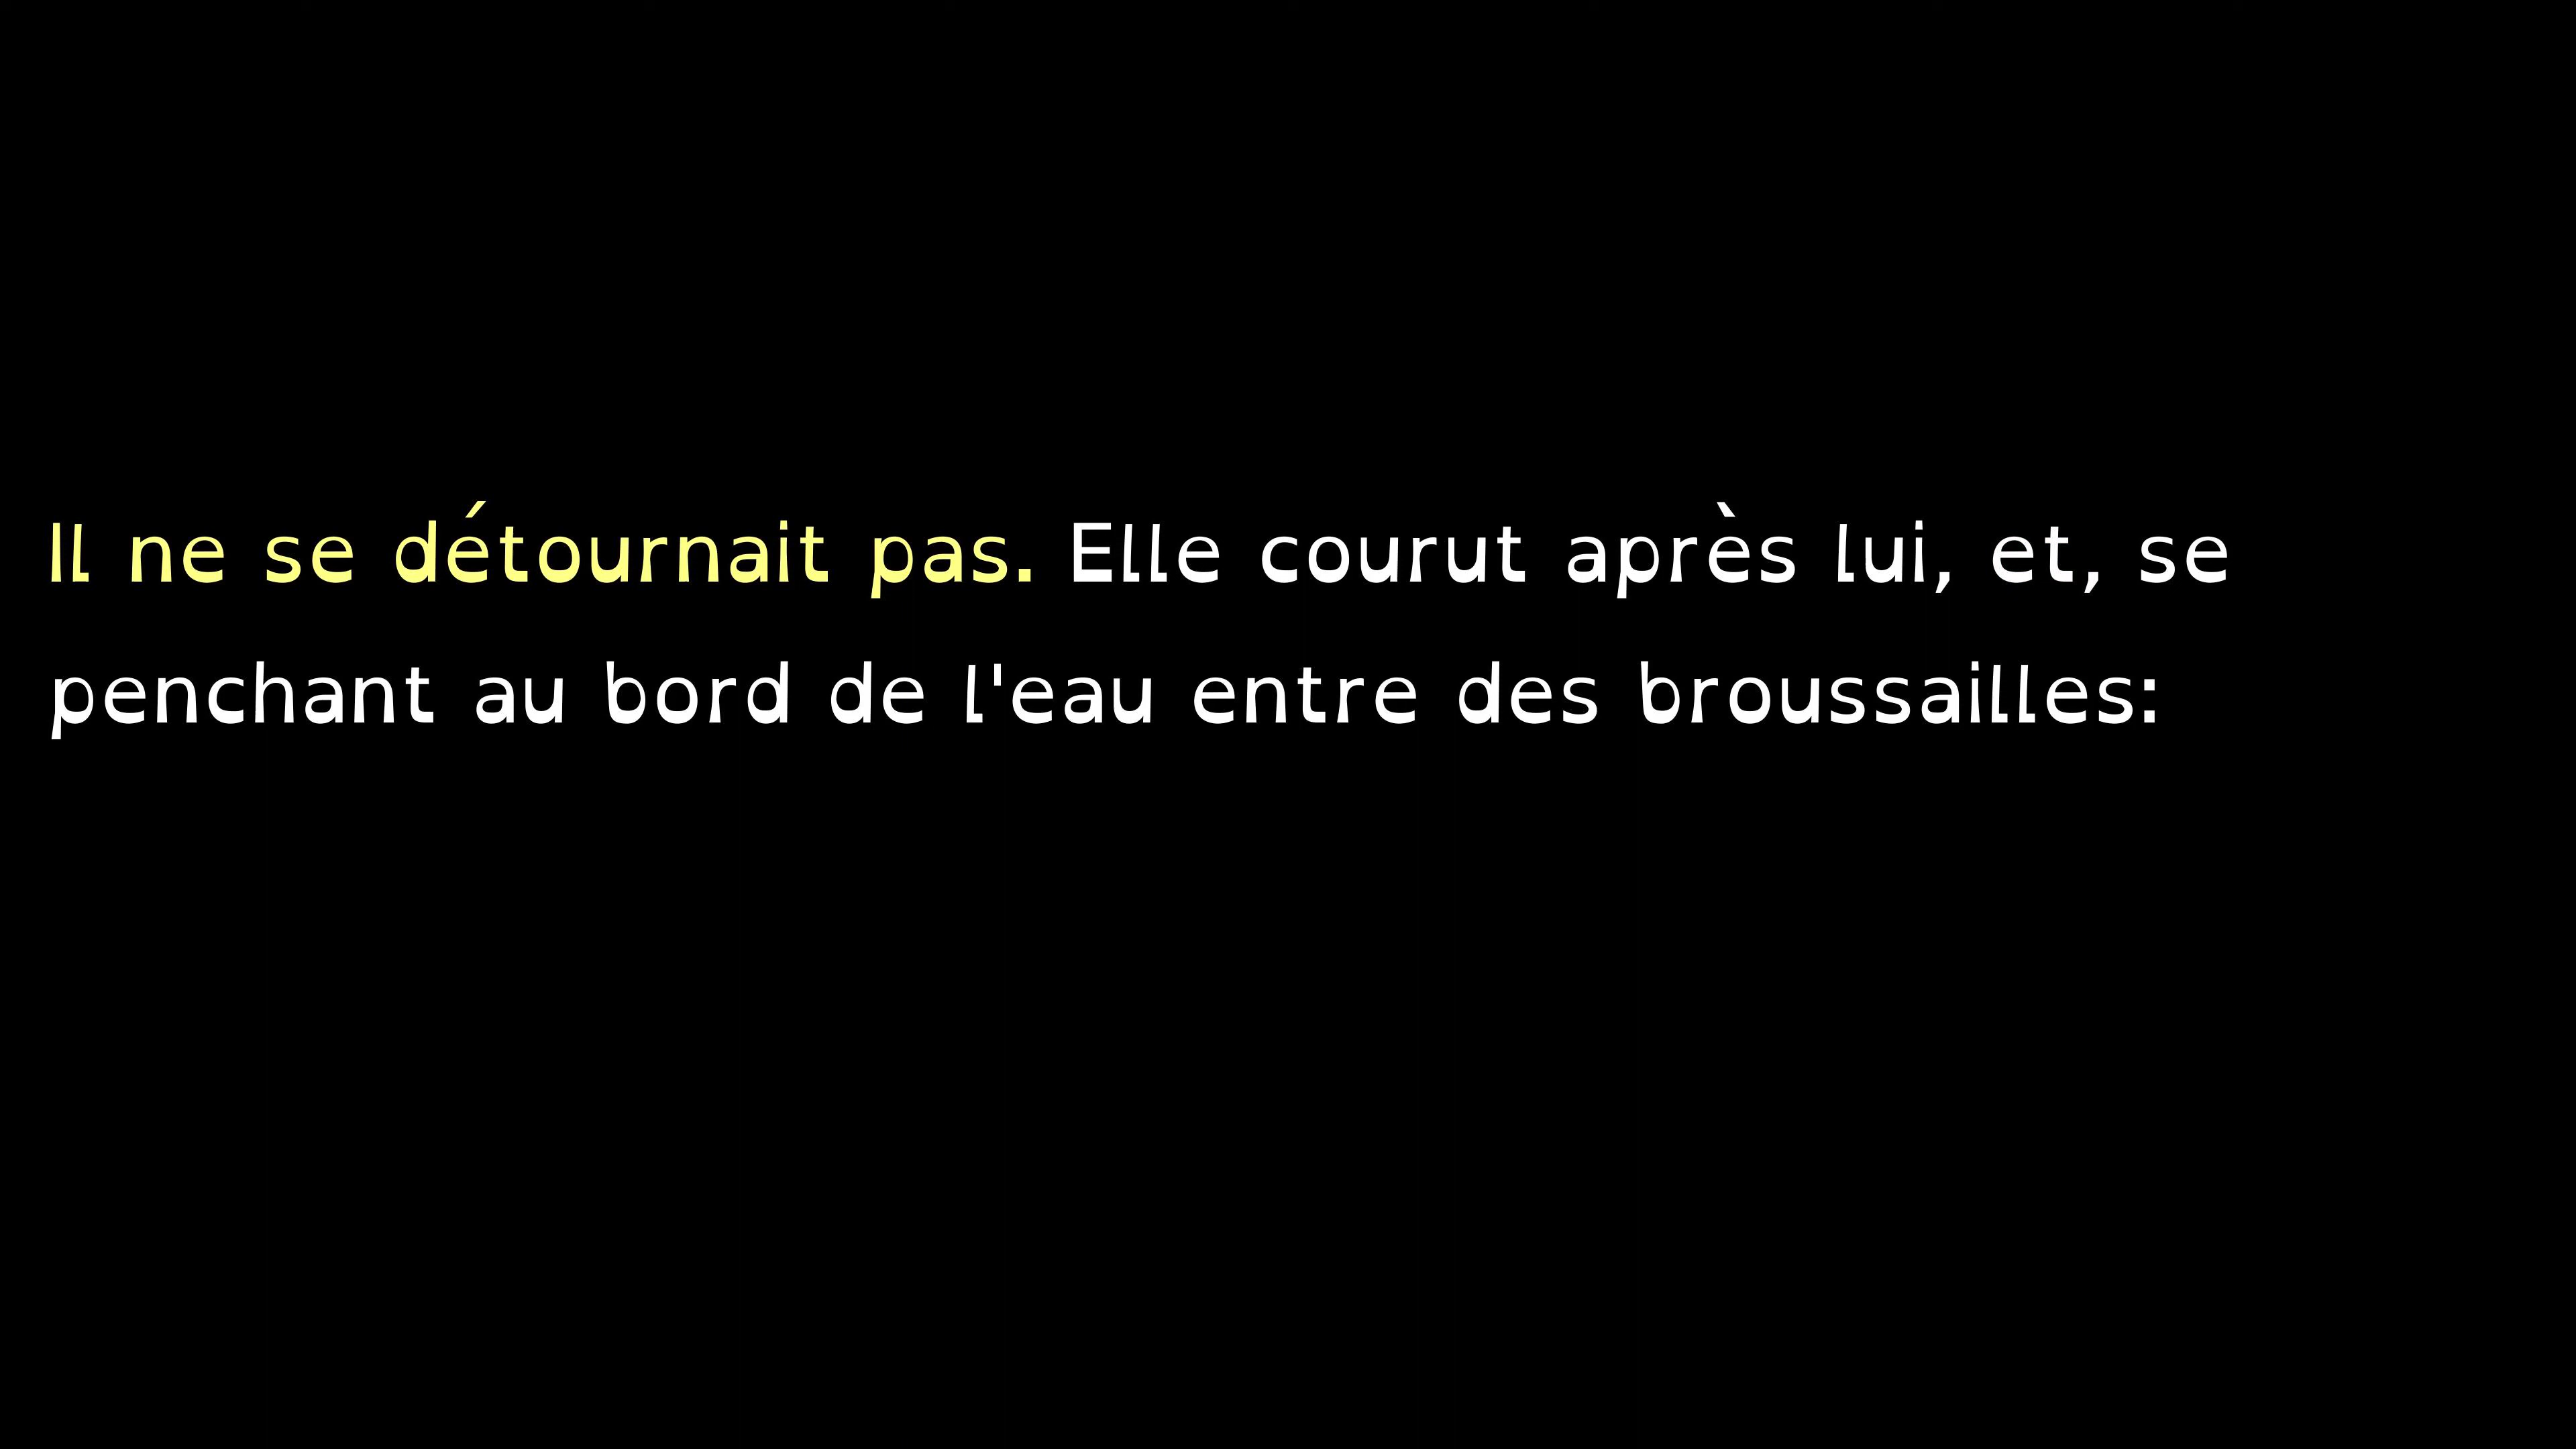 Il ne se détournait pas. Elle courut après lui, et, se
penchant au bord de l'eau entre des broussailles: